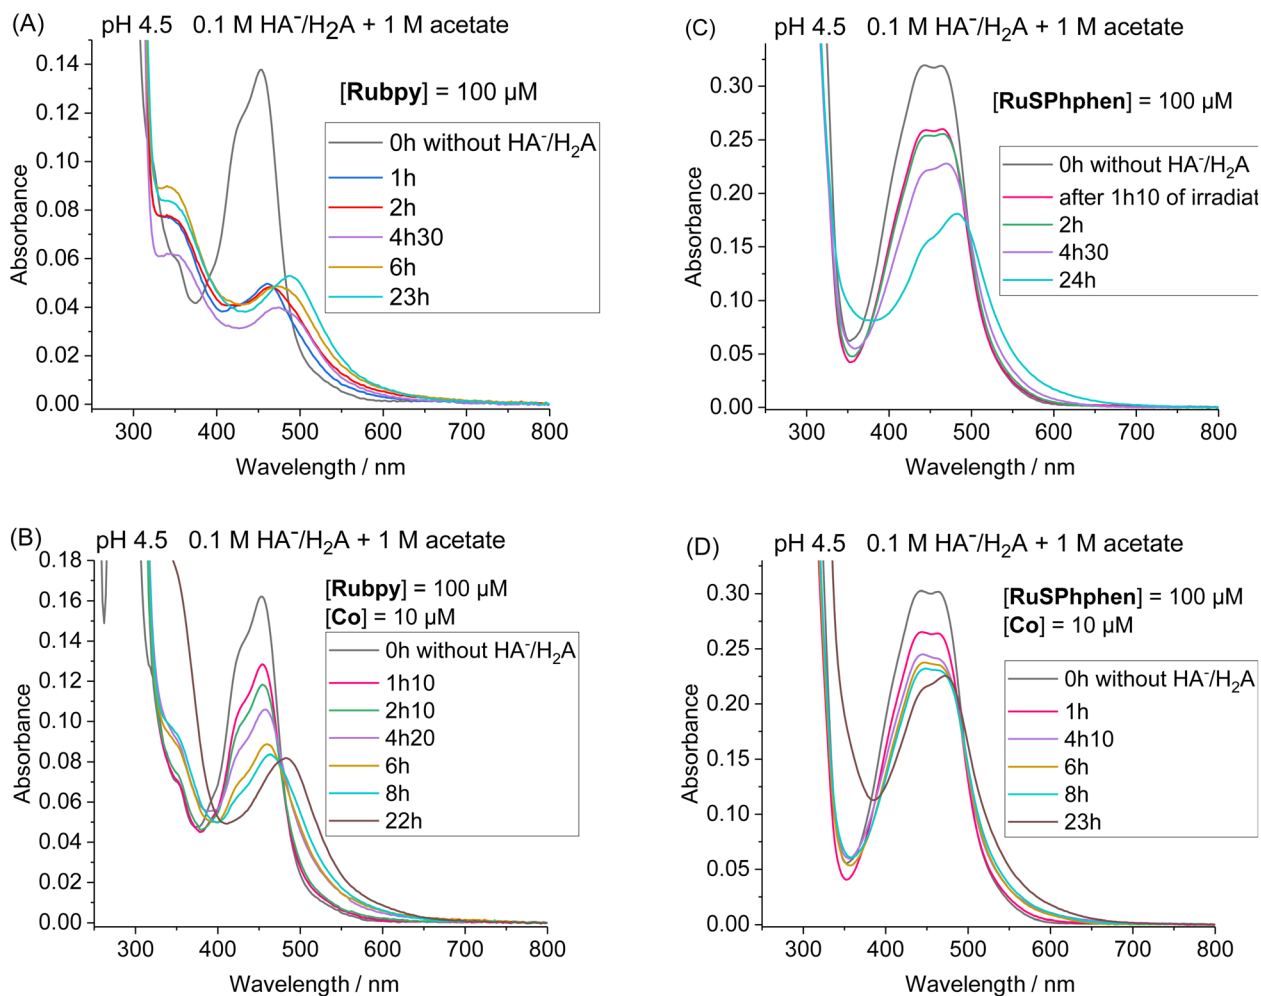 (A) pH 4.5 0.1 M HA⁻/H₂A + 1 M acetate
[Rubpy] = 100 µM
0h without HA⁻/H₂A
1h
2h
4h30
6h
23h
Absorbance
0.14
0.12
0.10
0.08
0.06
0.04
0.02
0.00
300 400 500 600 700 800
Wavelength / nm
(C) pH 4.5 0.1 M HA⁻/H₂A + 1 M acetate
[RuSPhphen] = 100 µM
0h without HA⁻/H₂A
after 1h10 of irradiat
2h
4h30
24h
Absorbance
0.30
0.25
0.20
0.15
0.10
0.05
0.00
300 400 500 600 700 800
Wavelength / nm
(B) pH 4.5 0.1 M HA⁻/H₂A + 1 M acetate
[Rubpy] = 100 µM
[Co] = 10 µM
0h without HA⁻/H₂A
1h10
2h10
4h20
6h
8h
22h
Absorbance
0.18
0.16
0.14
0.12
0.10
0.08
0.06
0.04
0.02
0.00
300 400 500 600 700 800
Wavelength / nm
(D) pH 4.5 0.1 M HA⁻/H₂A + 1 M acetate
[RuSPhphen] = 100 µM
[Co] = 10 µM
0h without HA⁻/H₂A
1h
4h10
6h
8h
23h
Absorbance
0.30
0.25
0.20
0.15
0.10
0.05
0.00
300 400 500 600 700 800
Wavelength / nm